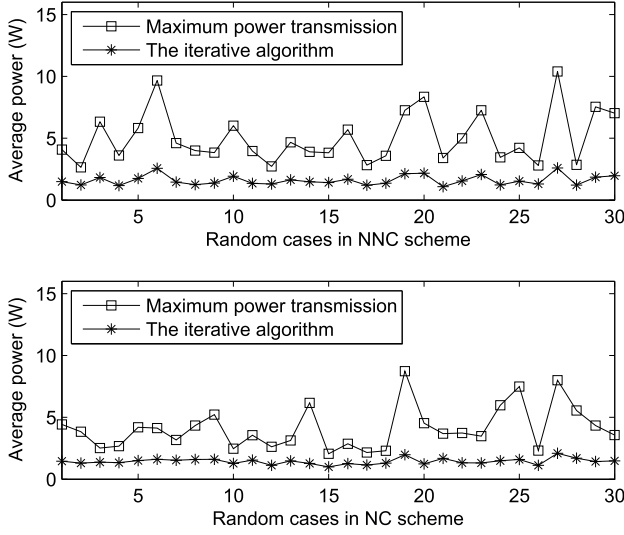 15
10
5
0
Average power (W)
Maximum power transmission
The iterative algorithm
5 10 15 20 25 30
Random cases in NNC scheme
15
10
5
0
Average power (W)
Maximum power transmission
The iterative algorithm
5 10 15 20 25 30
Random cases in NC scheme